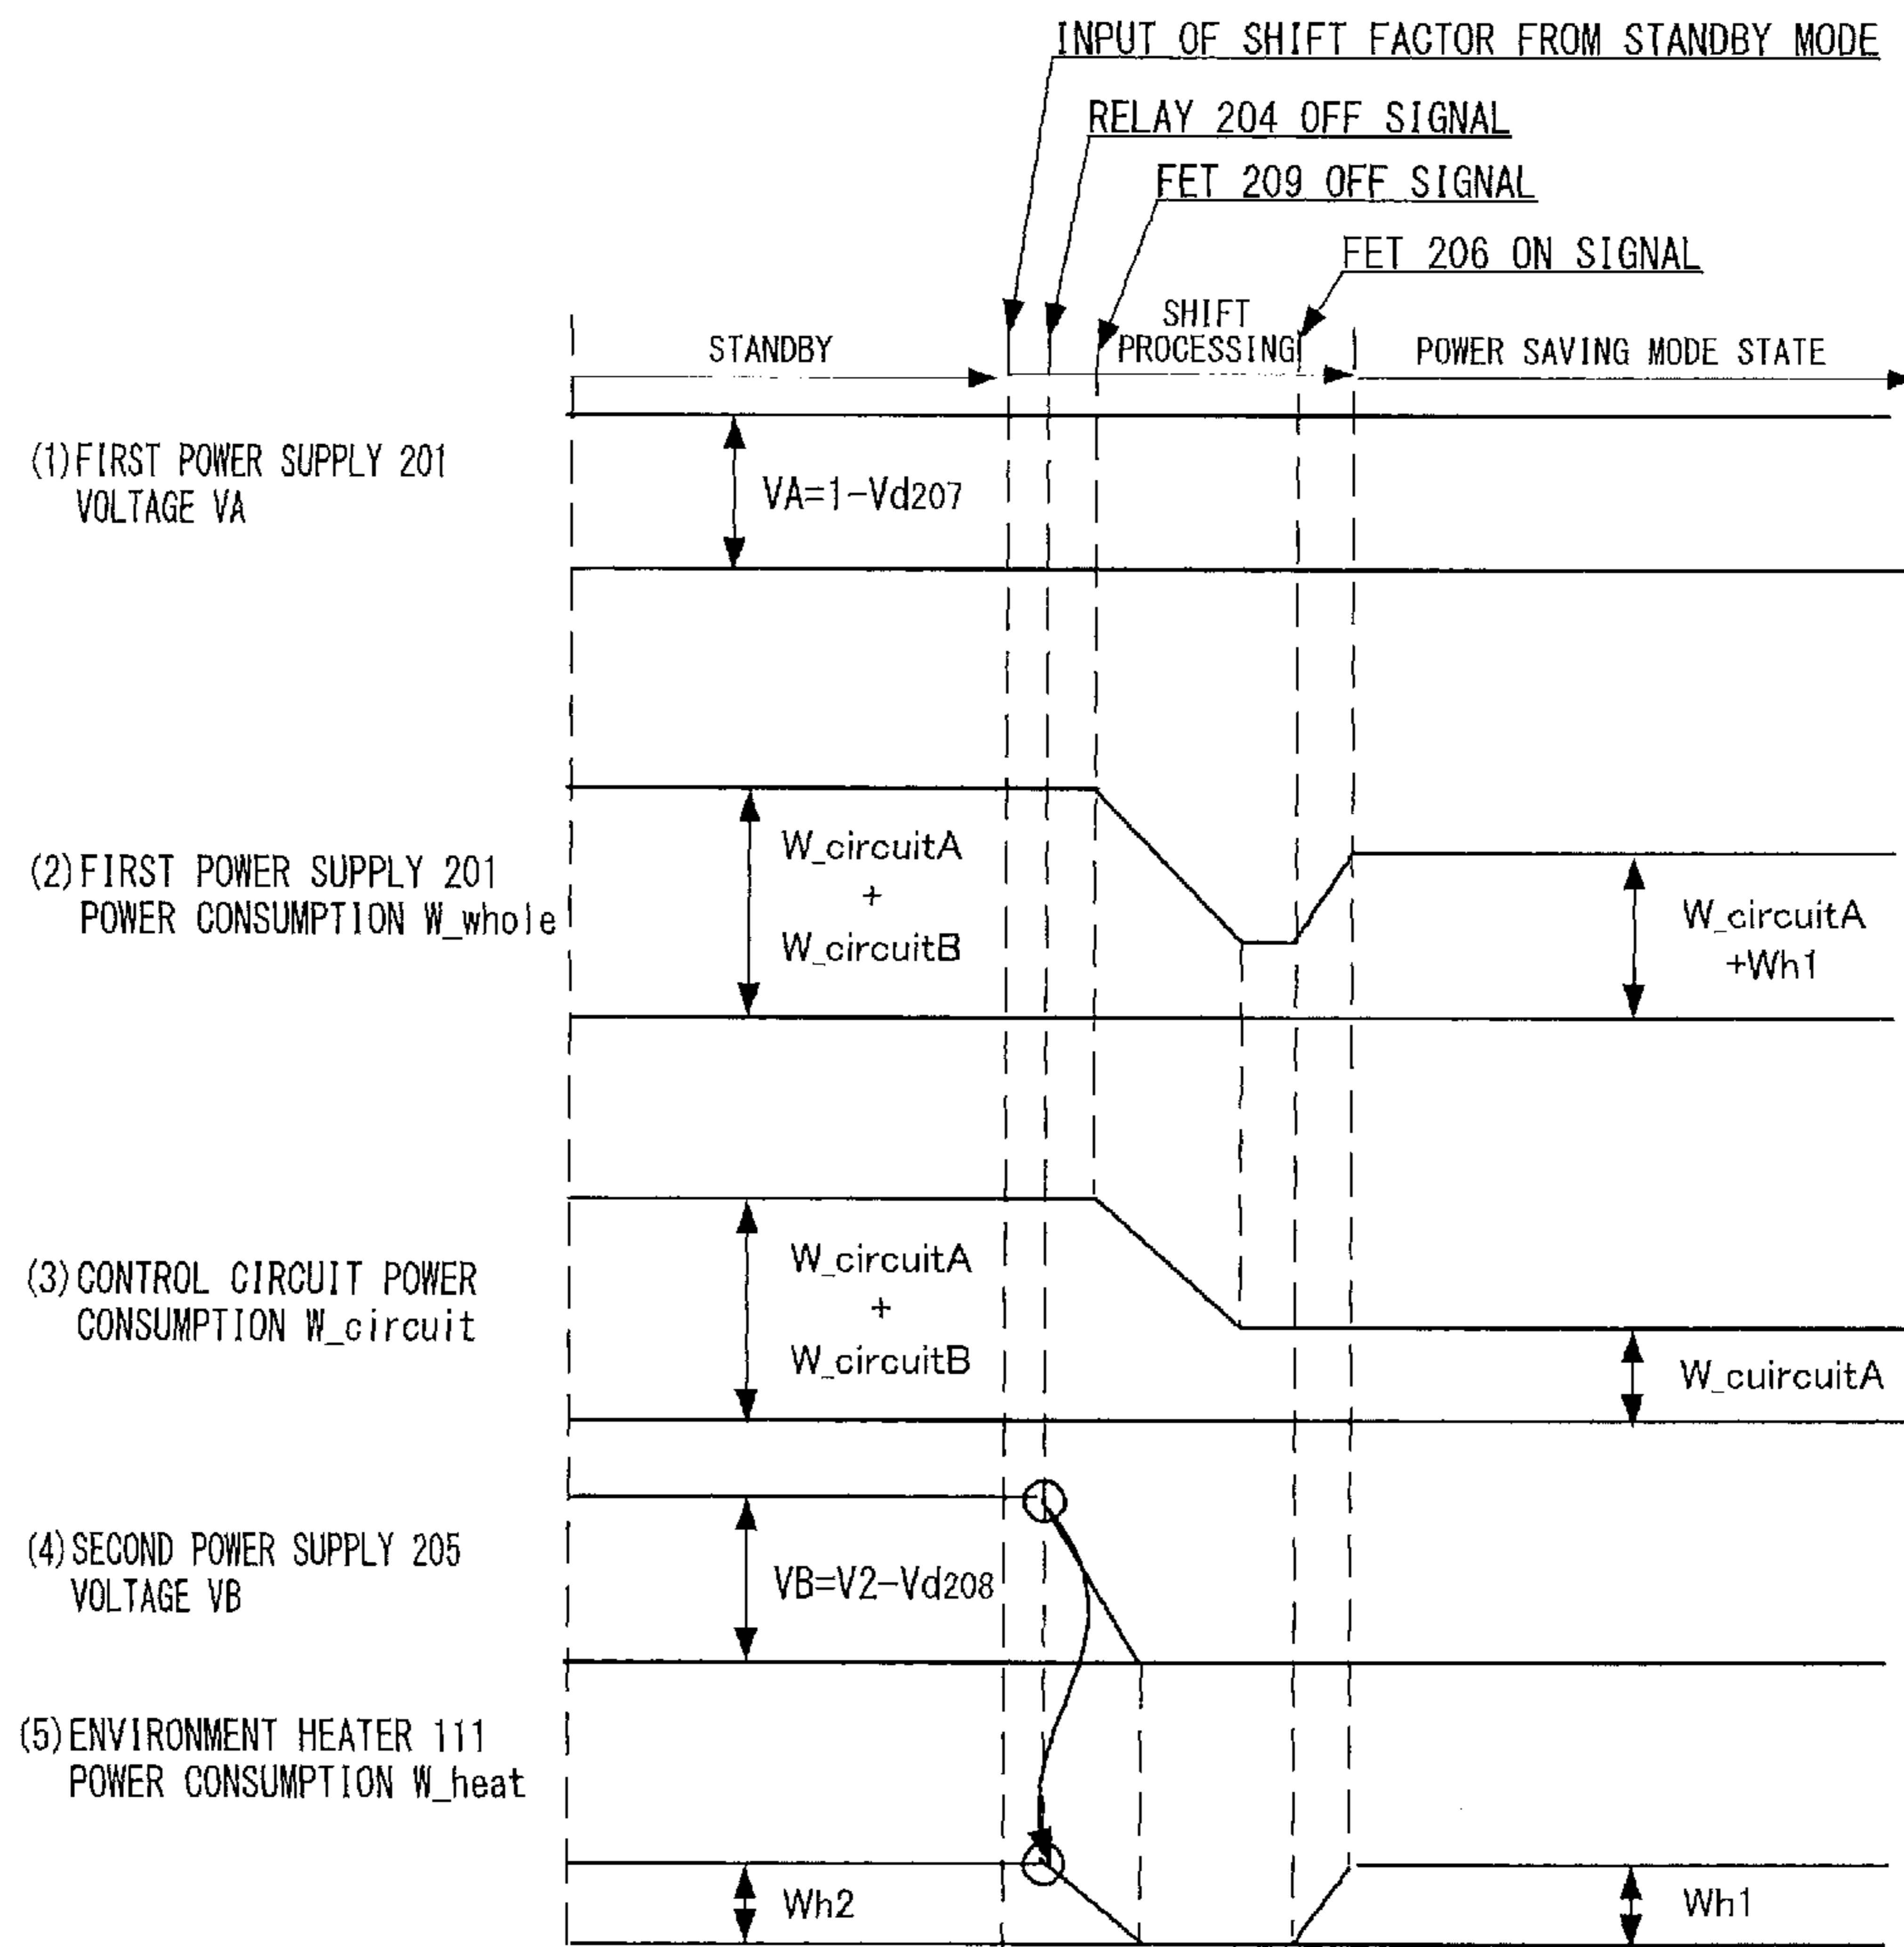 INPUT OF SHIFT FACTOR FROM STANDBY MODE
RELAY 204 OFF SIGNAL
FET 209 OFF SIGNAL
FET 206 ON SIGNAL
STANDBY
SHIFT
PROCESSING
POWER SAVING MODE STATE
(1) FIRST POWER SUPPLY 201
VOLTAGE VA
VA=1-Vd207
(2) FIRST POWER SUPPLY 201
POWER CONSUMPTION W_whole
W_circuitA
+
W_circuitB
W_circuitA
+Wh1
(3) CONTROL CIRCUIT POWER
CONSUMPTION W_circuit
W_circuitA
+
W_circuitB
W_cuircuitA
(4) SECOND POWER SUPPLY 205
VOLTAGE VB
VB=V2-Vd208
(5) ENVIRONMENT HEATER 111
POWER CONSUMPTION W_heat
Wh2
Wh1